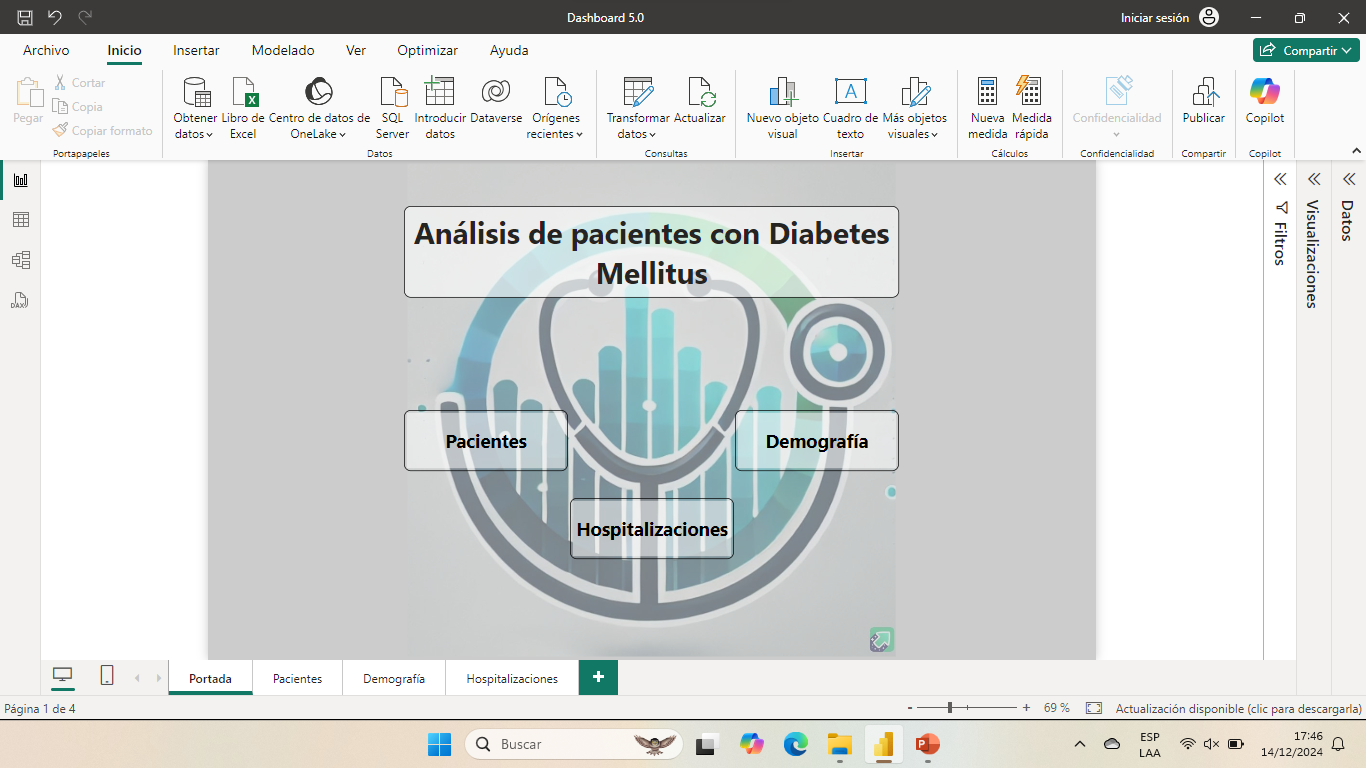 Dashboard 5.0
Iniciar sesión
Archivo
Inicio
Insertar
Modelado
Ver
Optimizar
Ayuda
Compartir
Pegar
Cortar
Copia
Copiar formato
Portapapeles
Obtener
datos
Libro de
Excel
Centro de datos de
OneLake
SQL
Server
Introducir
datos
Dataverse
Orígenes
recientes
Datos
Transformar
datos
Actualizar
Consultas
Nuevo objeto
visual
Cuadro de
texto
Más objetos
visuales
Insertar
Nueva
medida
Medida
rápida
Cálculos
Confidencialidad
Confidencialidad
Publicar
Compartir
Copilot
Copilot
DAX
Análisis de pacientes con Diabetes
Mellitus
Pacientes
Demografía
Hospitalizaciones
Filtros
Visualizaciones
Datos
Portada
Pacientes
Demografía
Hospitalizaciones
Página 1 de 4
69 %
Actualización disponible (clic para descargarla)
Buscar
ESP
LAA
17:46
14/12/2024